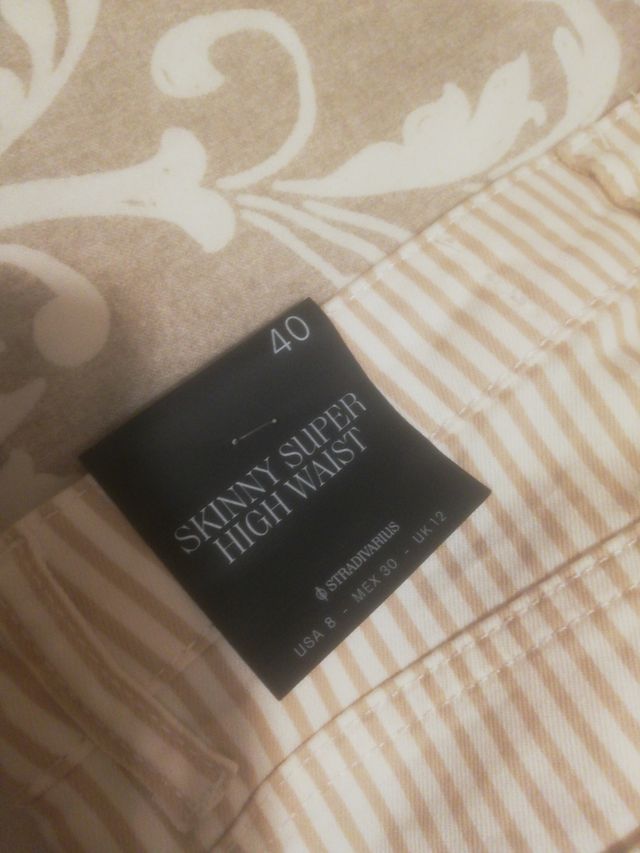 40
SKINNY SUPER
HIGH WAIST
STRADIVARIUS
USA 8 - MEX 30 - UK 12